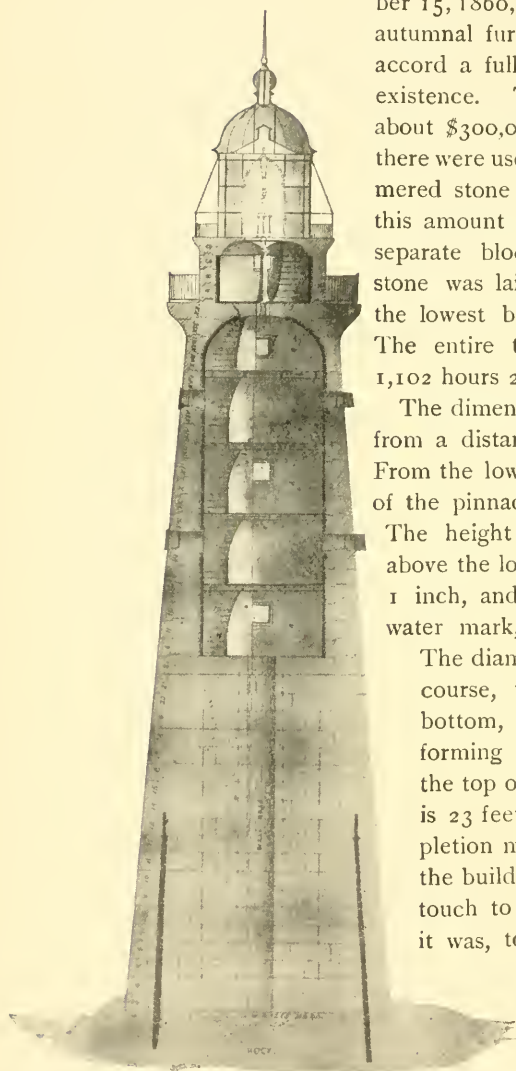 ber 15, 1860,
autumnal fur
accord a full
existence. T
about $300,0
there were use
mered stone
this amount
separate bloc
stone was lai
the lowest b
The entire t
1,102 hours 2
The dimen
from a distan
From the low
of the pinnac
The height
above the lo
1 inch, and
water mark,
The diam
course,
bottom,
forming
the top o
is 23 feet
pletion m
the build
touch to
it was, to
ROCK.